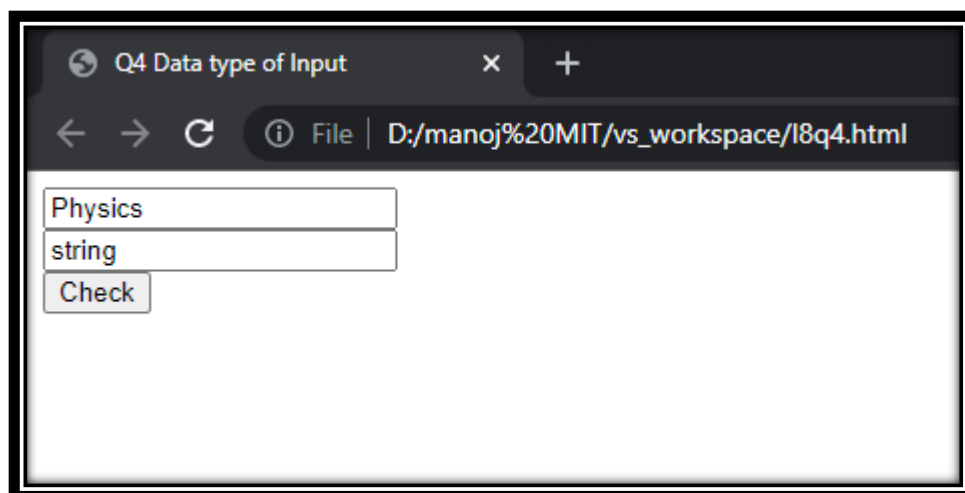 Q4 Data type of Input
File D:/manoj%20MIT/vs_workspace/l8q4.html
Physics
string
Check